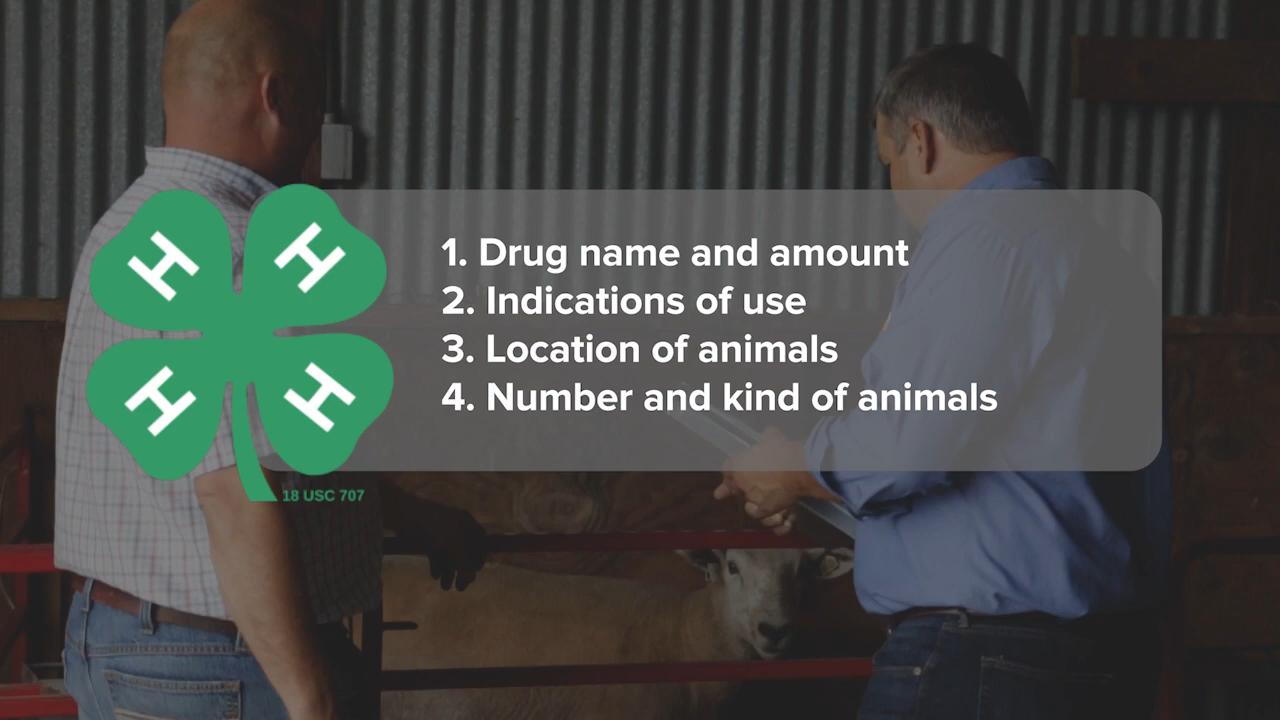 H H
1. Drug name and amount
2. Indications of use
3. Location of animals
4. Number and kind of animals
H H
18 USC 707